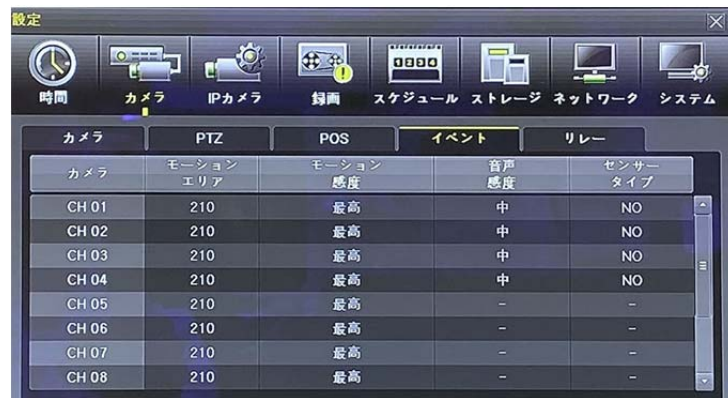 設定
時間 カメラ IPカメラ 録画 スケジュール ストレージ ネットワーク システム
カメラ PTZ POS イベント リレー
カメラ モーション エリア モーション 感度 音声 感度 センサー タイプ
CH 01 210 最高 中 NO
CH 02 210 最高 中 NO
CH 03 210 最高 中 NO
CH 04 210 最高 中 NO
CH 05 210 最高 - -
CH 06 210 最高 - -
CH 07 210 最高 - -
CH 08 210 最高 - -